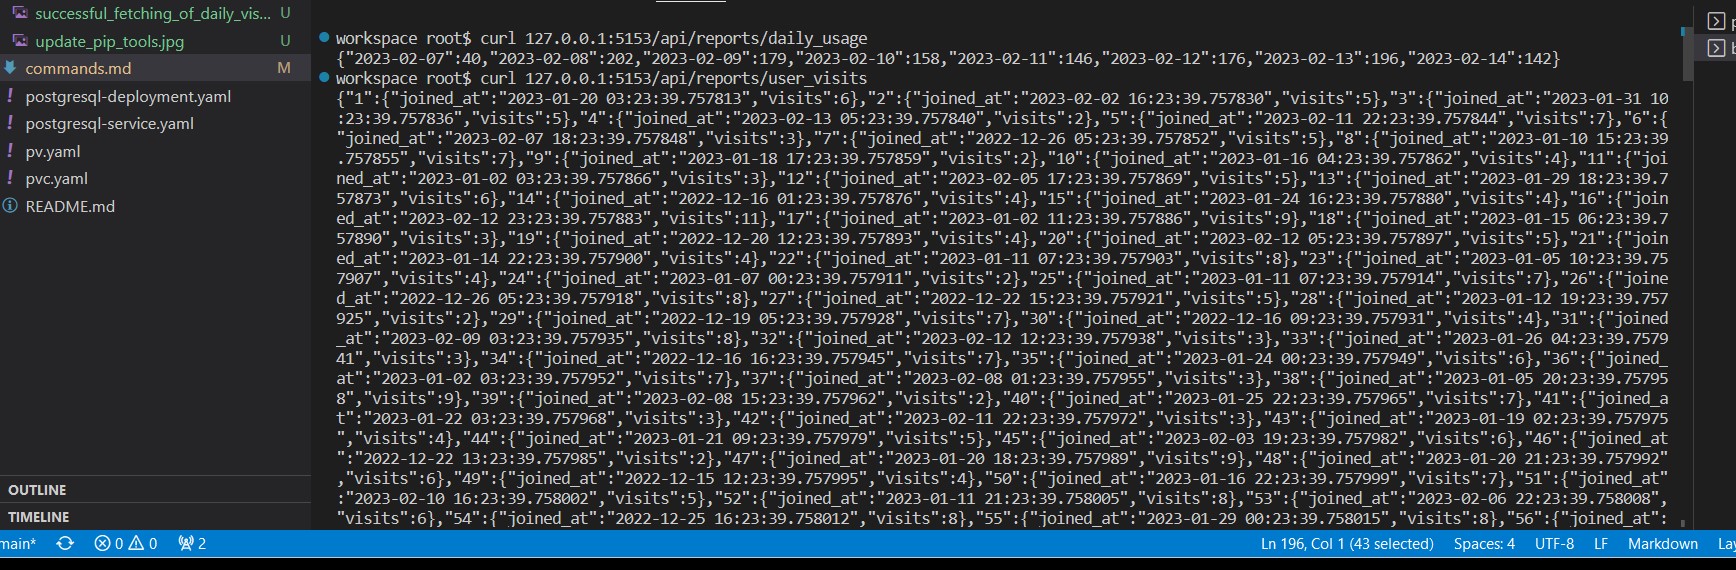 successful_fetching_of_daily_vis... U
update_pip_tools.jpg U
commands.md M
postgresql-deployment.yaml
postgresql-service.yaml
pv.yaml
pvc.yaml
README.md
OUTLINE
TIMELINE
workspace root$ curl 127.0.0.1:5153/api/reports/daily_usage
{"2023-02-07":40,"2023-02-08":202,"2023-02-09":179,"2023-02-10":158,"2023-02-11":146,"2023-02-12":176,"2023-02-13":196,"2023-02-14":142}
workspace root$ curl 127.0.0.1:5153/api/reports/user_visits
{"1":{"joined_at":"2023-01-20 03:23:39.757813","visits":6},"2":{"joined_at":"2023-02-02 16:23:39.757830","visits":5},"3":{"joined_at":"2023-01-31 10
:23:39.757836","visits":5},"4":{"joined_at":"2023-02-13 05:23:39.757840","visits":2},"5":{"joined_at":"2023-02-11 22:23:39.757844","visits":7},"6":{
"joined_at":"2023-02-07 18:23:39.757848","visits":3},"7":{"joined_at":"2022-12-26 05:23:39.757852","visits":5},"8":{"joined_at":"2023-01-10 15:23:39
.757855","visits":7},"9":{"joined_at":"2023-01-18 17:23:39.757859","visits":2},"10":{"joined_at":"2023-01-16 04:23:39.757862","visits":4},"11":{"joi
ned_at":"2023-01-02 03:23:39.757866","visits":3},"12":{"joined_at":"2023-02-05 17:23:39.757869","visits":5},"13":{"joined_at":"2023-01-29 18:23:39.7
57873","visits":6},"14":{"joined_at":"2022-12-16 01:23:39.757876","visits":4},"15":{"joined_at":"2023-01-24 16:23:39.757880","visits":4},"16":{"join
ed_at":"2023-02-12 23:23:39.757883","visits":11},"17":{"joined_at":"2023-01-02 11:23:39.757886","visits":9},"18":{"joined_at":"2023-01-15 06:23:39.7
57890","visits":3},"19":{"joined_at":"2022-12-20 12:23:39.757893","visits":4},"20":{"joined_at":"2023-02-12 05:23:39.757897","visits":5},"21":{"join
ed_at":"2023-01-14 22:23:39.757900","visits":4},"22":{"joined_at":"2023-01-11 07:23:39.757903","visits":8},"23":{"joined_at":"2023-01-05 10:23:39.75
7907","visits":4},"24":{"joined_at":"2023-01-07 00:23:39.757911","visits":2},"25":{"joined_at":"2023-01-11 07:23:39.757914","visits":7},"26":{"joine
d_at":"2022-12-26 05:23:39.757918","visits":8},"27":{"joined_at":"2022-12-22 15:23:39.757921","visits":5},"28":{"joined_at":"2023-01-12 19:23:39.757
925","visits":2},"29":{"joined_at":"2022-12-19 05:23:39.757928","visits":7},"30":{"joined_at":"2022-12-16 09:23:39.757931","visits":4},"31":{"joined
_at":"2023-02-09 03:23:39.757935","visits":8},"32":{"joined_at":"2023-02-12 12:23:39.757938","visits":3},"33":{"joined_at":"2023-01-26 04:23:39.7579
41","visits":3},"34":{"joined_at":"2022-12-16 16:23:39.757945","visits":7},"35":{"joined_at":"2023-01-24 00:23:39.757949","visits":6},"36":{"joined_
at":"2023-01-02 03:23:39.757952","visits":7},"37":{"joined_at":"2023-02-08 01:23:39.757955","visits":3},"38":{"joined_at":"2023-01-05 20:23:39.75795
8","visits":9},"39":{"joined_at":"2023-02-08 15:23:39.757962","visits":2},"40":{"joined_at":"2023-01-25 22:23:39.757965","visits":7},"41":{"joined_a
t":"2023-01-22 03:23:39.757968","visits":3},"42":{"joined_at":"2023-02-11 22:23:39.757972","visits":3},"43":{"joined_at":"2023-01-19 02:23:39.757975
","visits":4},"44":{"joined_at":"2023-01-21 09:23:39.757979","visits":5},"45":{"joined_at":"2023-02-03 19:23:39.757982","visits":6},"46":{"joined_at
":"2022-12-22 13:23:39.757985","visits":2},"47":{"joined_at":"2023-01-20 18:23:39.757989","visits":9},"48":{"joined_at":"2023-01-20 21:23:39.757992"
,"visits":6},"49":{"joined_at":"2022-12-15 12:23:39.757995","visits":4},"50":{"joined_at":"2023-01-16 22:23:39.757999","visits":7},"51":{"joined_at"
:"2023-02-10 16:23:39.758002","visits":5},"52":{"joined_at":"2023-01-11 21:23:39.758005","visits":8},"53":{"joined_at":"2023-02-06 22:23:39.758008",
"visits":6},"54":{"joined_at":"2022-12-25 16:23:39.758012","visits":8},"55":{"joined_at":"2023-01-29 00:23:39.758015","visits":8},"56":{"joined_at":
main* 0 0 2 Ln 196, Col 1 (43 selected) Spaces: 4 UTF-8 LF Markdown Lay